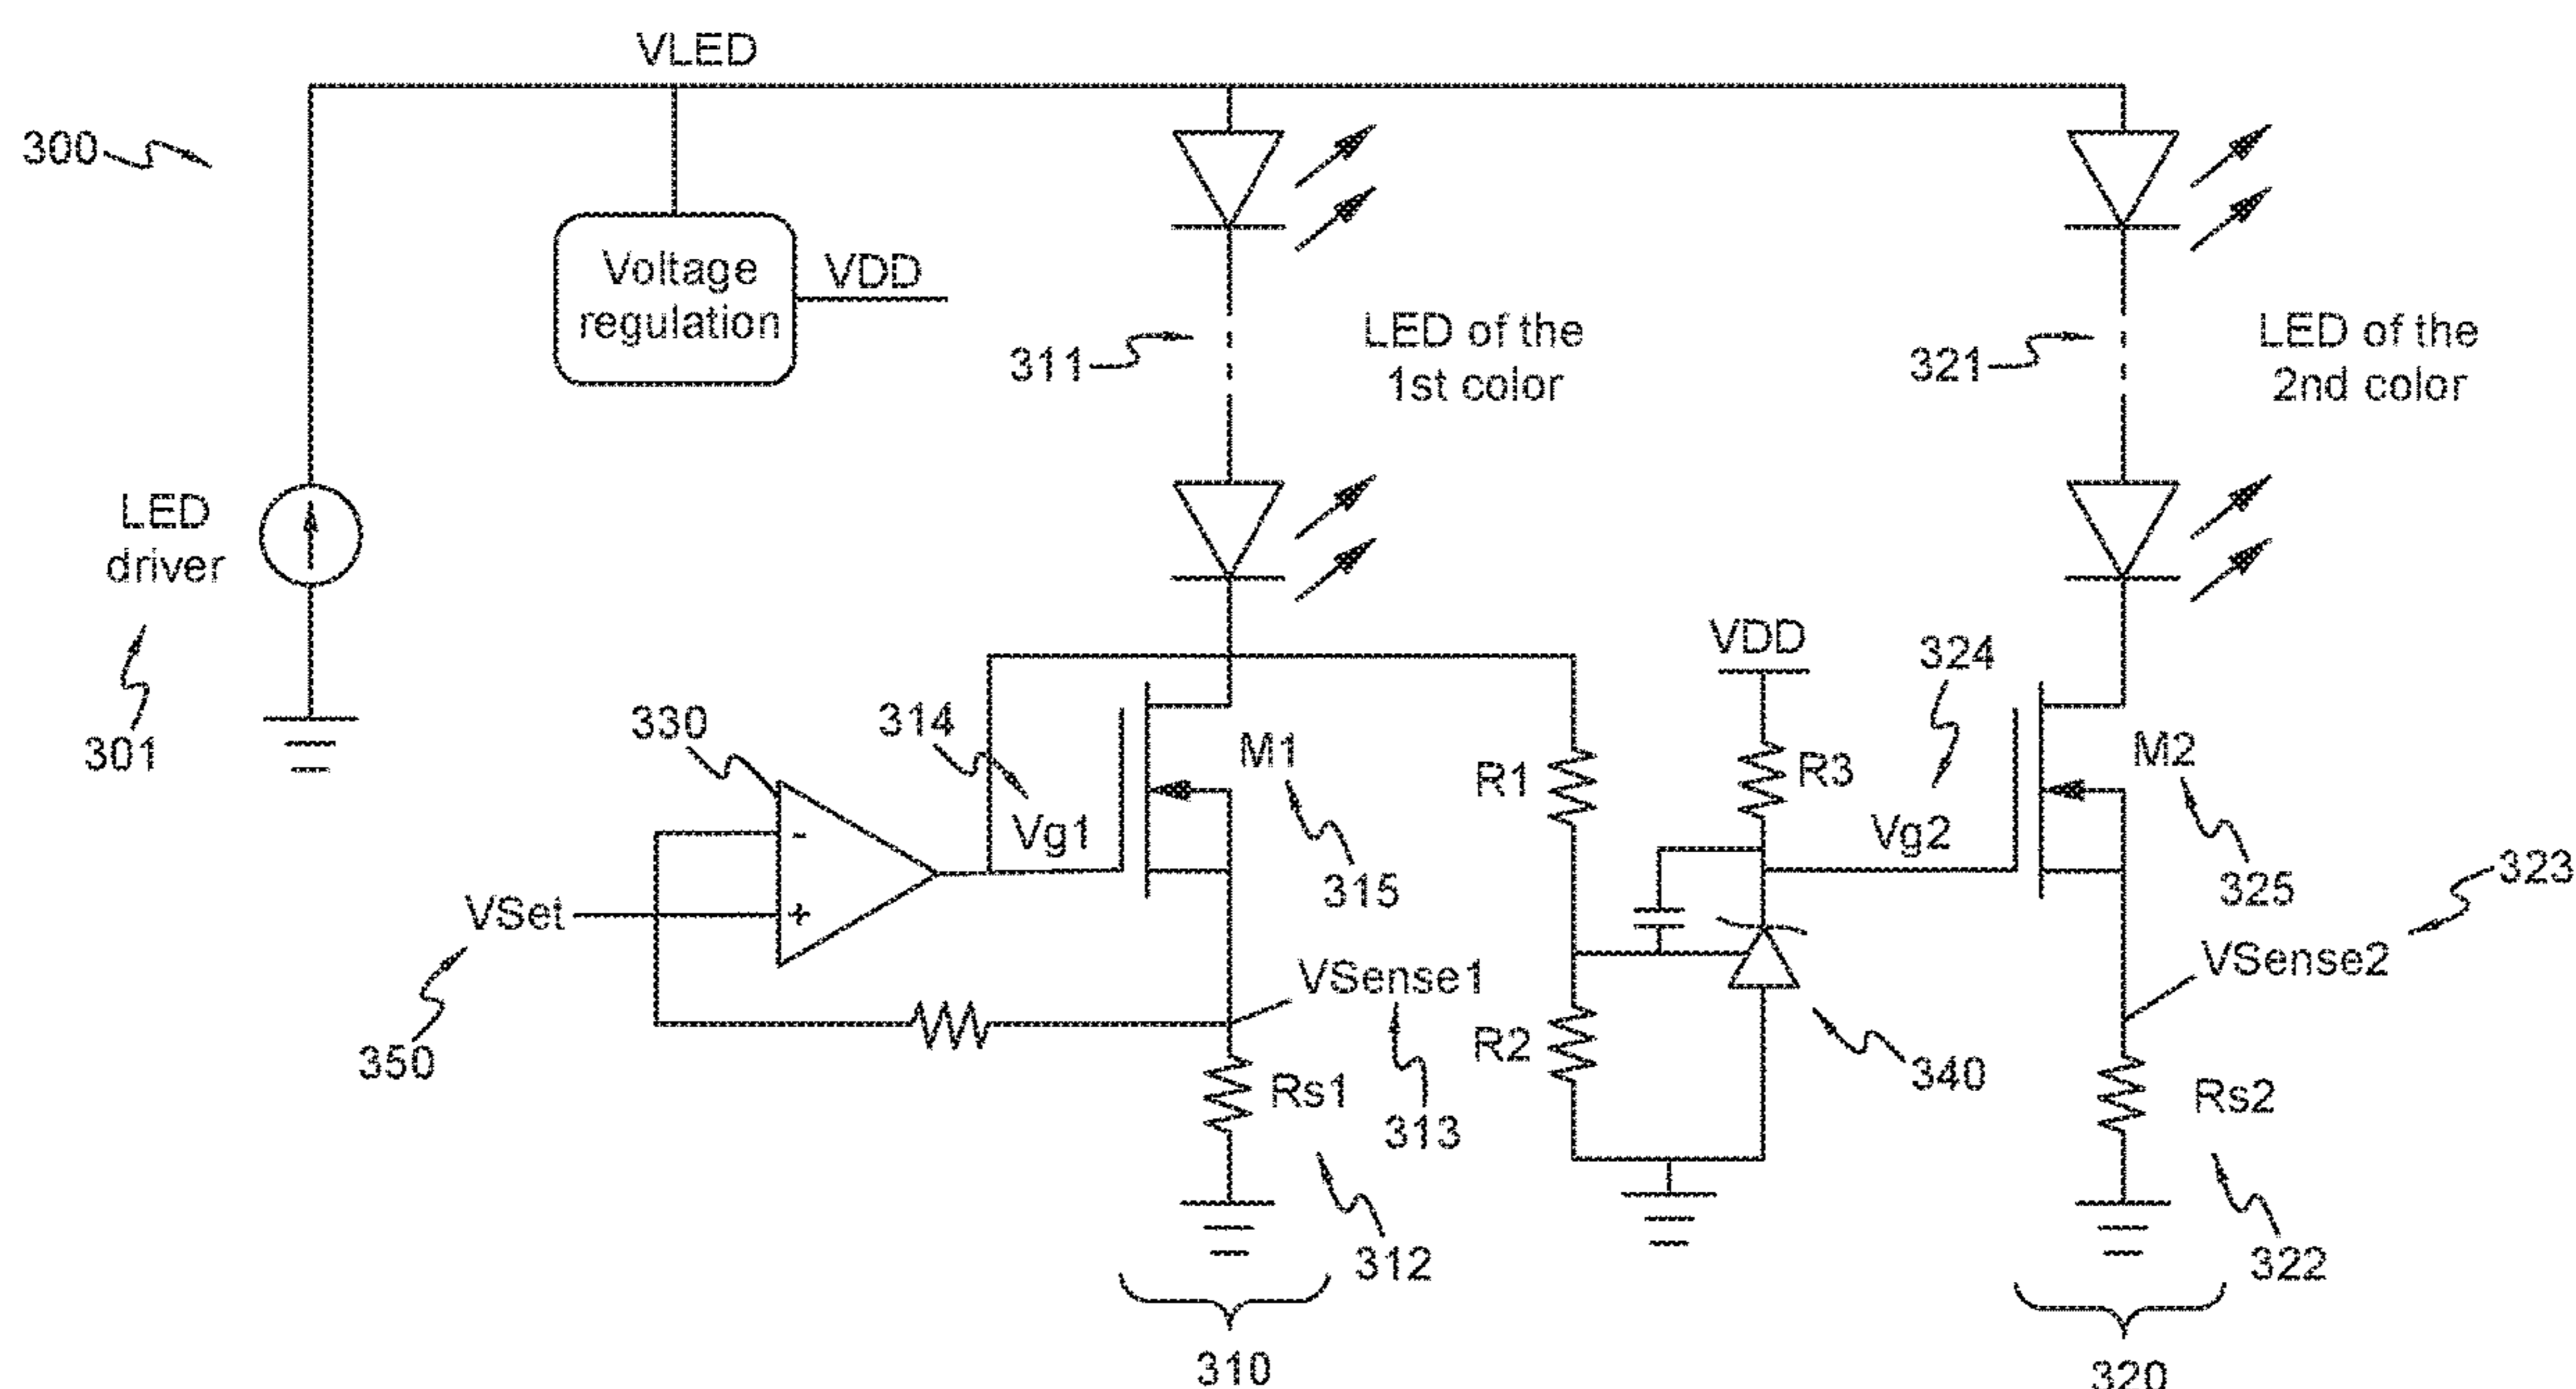 VLED
300
Voltage
regulation
VDD
311
LED of the
1st color
321
LED of the
2nd color
LED
driver
301
330
314
Vg1
M1
315
R1
VDD
R3
324
Vg2
M2
325
323
-
+
VSet
350
VSense1
313
R2
340
VSense2
Rs1
312
Rs2
322
310
320